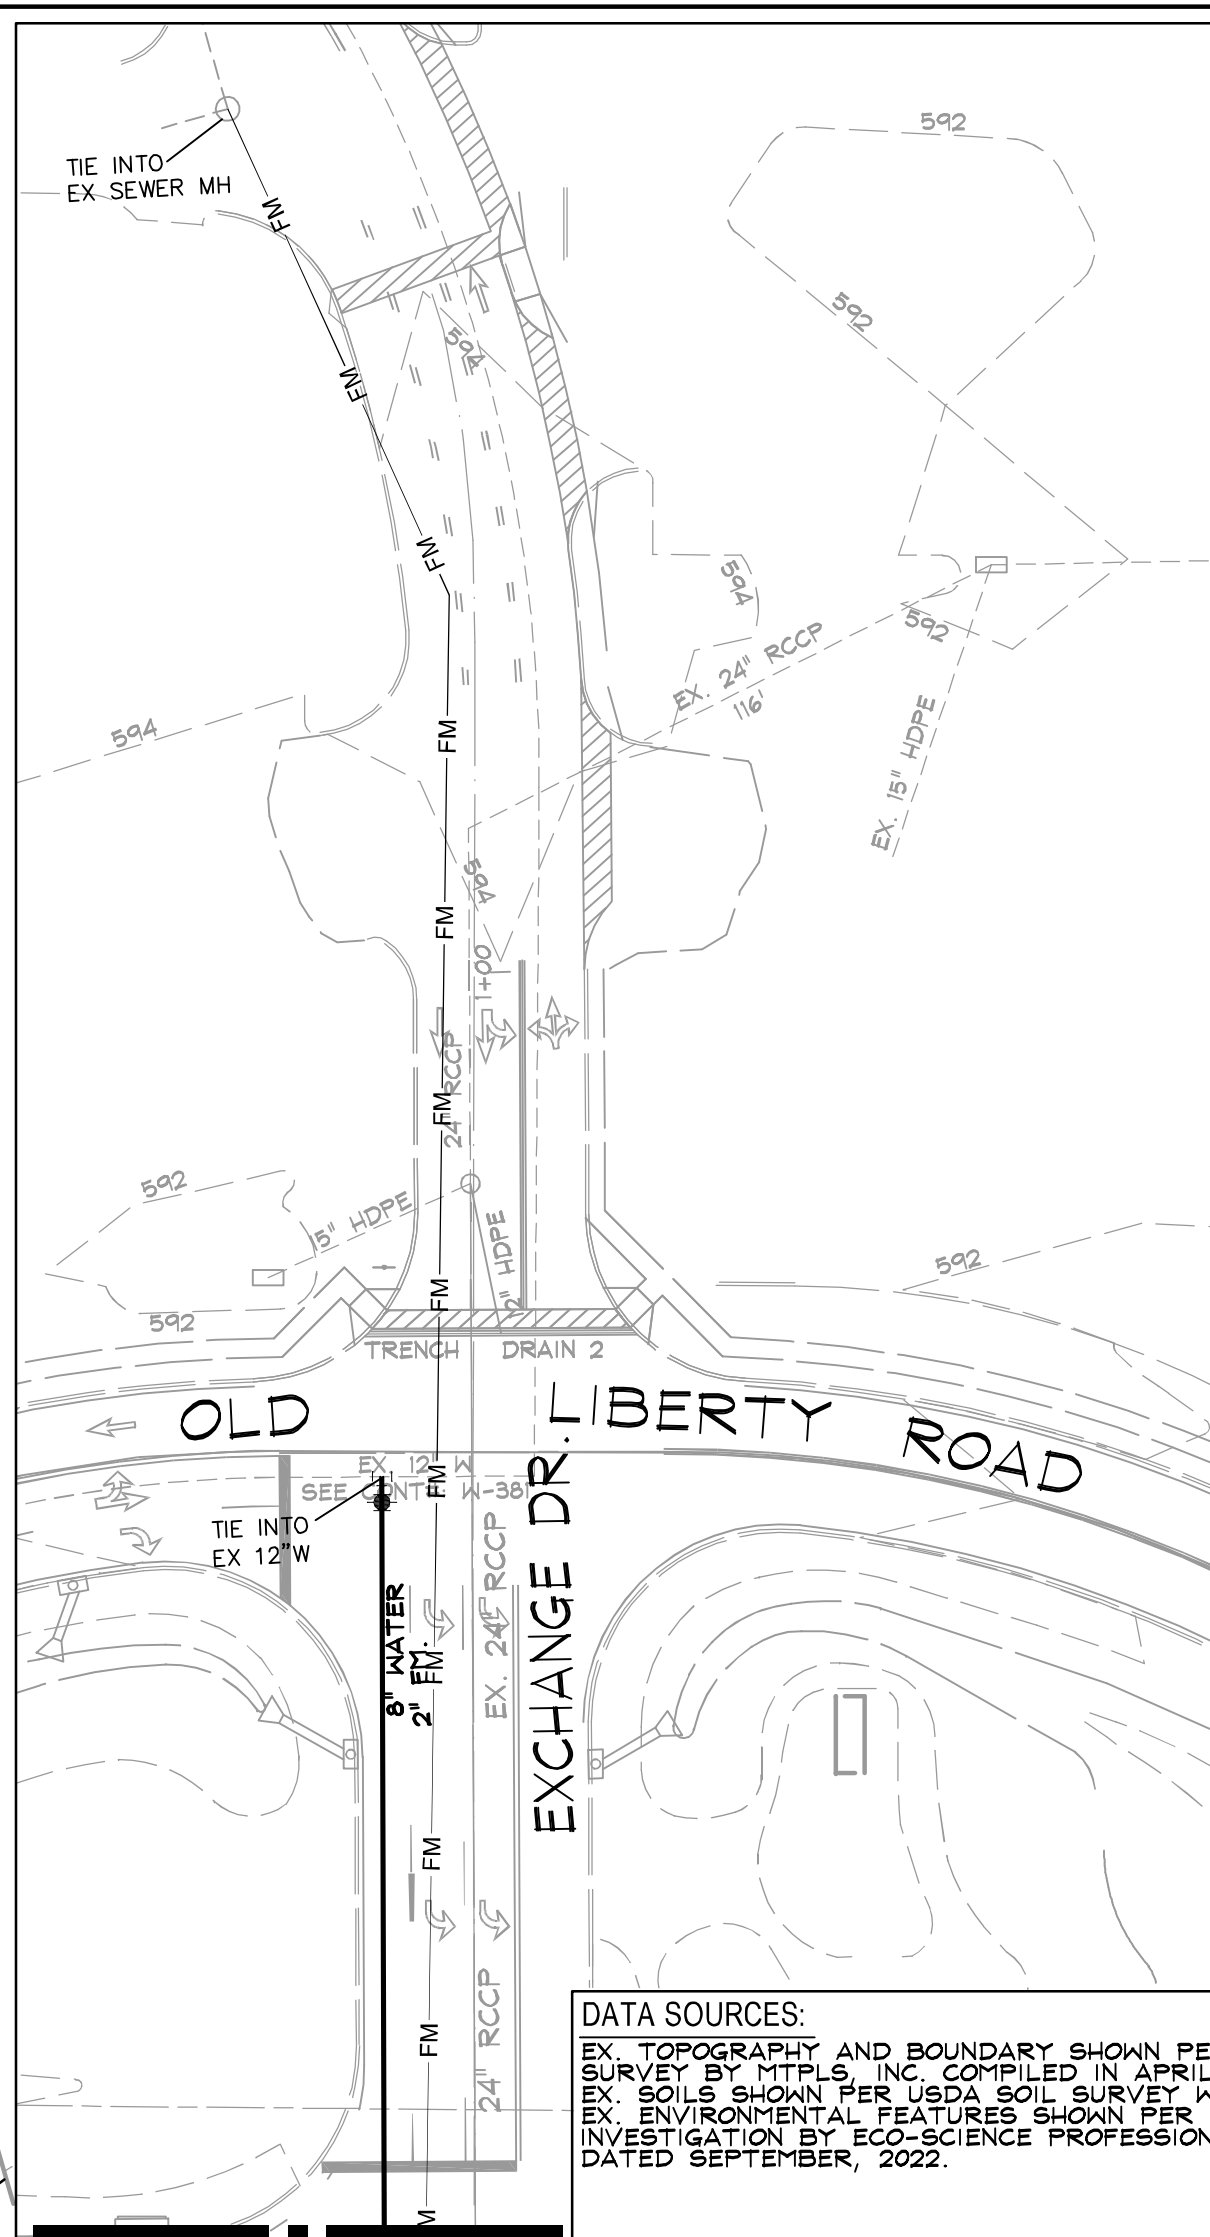 592
TIE INTO
EX SEWER MH
FM
592
594
FM
FM
594
592
EX. 24" RCCP
116'
594
FM
EX. 15" HDPE
594
FM
1+00
24" RCCP
FM
592
15" HDPE
12" HDPE
592
FM
592
TRENCH DRAIN 2
OLD LIBERTY ROAD
EX. 12" W
SEE CONTR. W-381
FM
TIE INTO
EX 12"W
EXCHANGE DR.
EX. 24" RCCP
8" WATER
2" FM.
FM
FM
24" RCCP
FM
DATA SOURCES:
EX. TOPOGRAPHY AND BOUNDARY SHOWN PE
SURVEY BY MTPLS, INC. COMPILED IN APRIL
EX. SOILS SHOWN PER USDA SOIL SURVEY W
EX. ENVIRONMENTAL FEATURES SHOWN PER
INVESTIGATION BY ECO-SCIENCE PROFESSION
DATED SEPTEMBER, 2022.